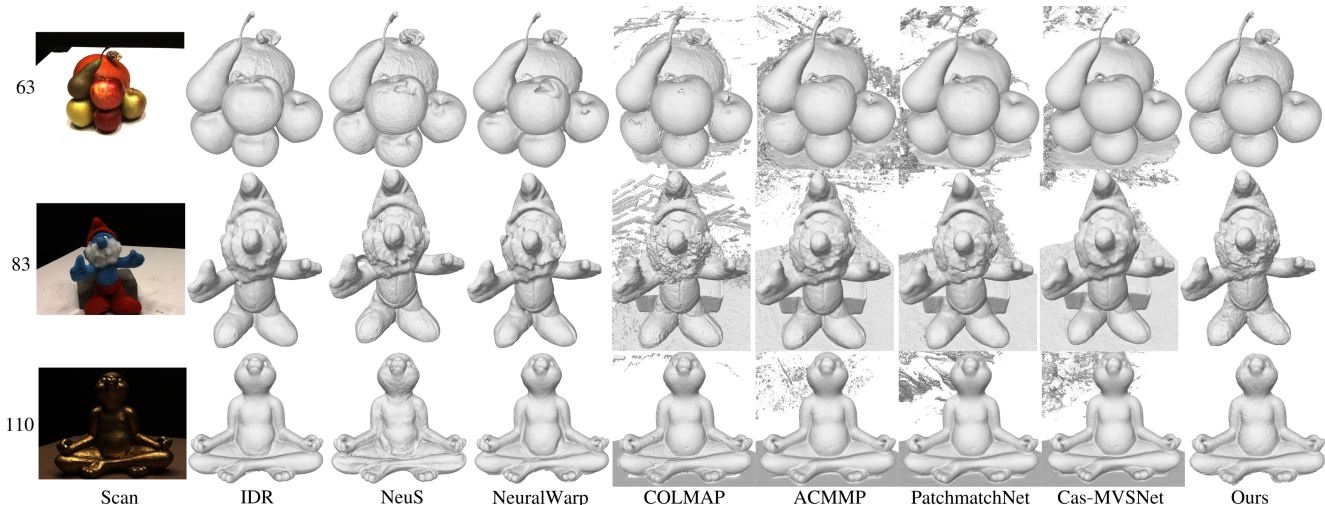 63
83
110
Scan IDR NeuS NeuralWarp COLMAP ACMMP PatchmatchNet Cas-MVSNet Ours